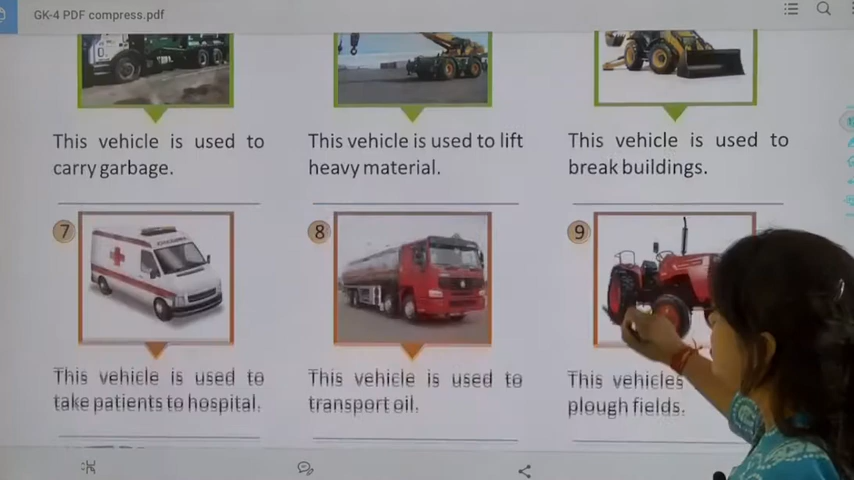 GK-4 PDF compress.pdf
This vehicle is used to
carry garbage.
This vehicle is used to lift
heavy material.
This vehicle is used to
break buildings.
7
8
9
This vehicle is used to
take patients to hospital.
This vehicle is used to
transport oil.
This vehicles
plough fields.